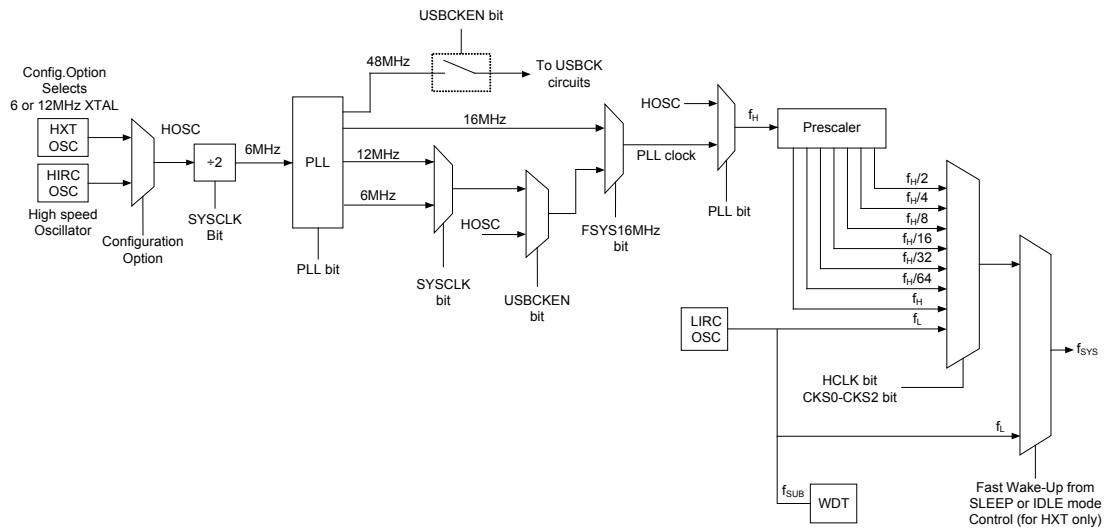 USBCKEN bit
48MHz
To USBCK
circuits
Config.Option
Selects
6 or 12MHz XTAL
HXT
OSC
HIRC
OSC
High speed
Oscillator
Configuration
Option
HOSC
÷2
SYSCLK
Bit
6MHz
PLL
PLL bit
16MHz
12MHz
6MHz
SYSCLK
bit
HOSC
USBCKEN
bit
FSYS16MHz
bit
PLL clock
HOSC
PLL bit
fH
Prescaler
fH/2
fH/4
fH/8
fH/16
fH/32
fH/64
fH
fL
LIRC
OSC
HCLK bit
CKS0-CKS2 bit
fSYS
fL
fSUB
WDT
Fast Wake-Up from
SLEEP or IDLE mode
Control (for HXT only)